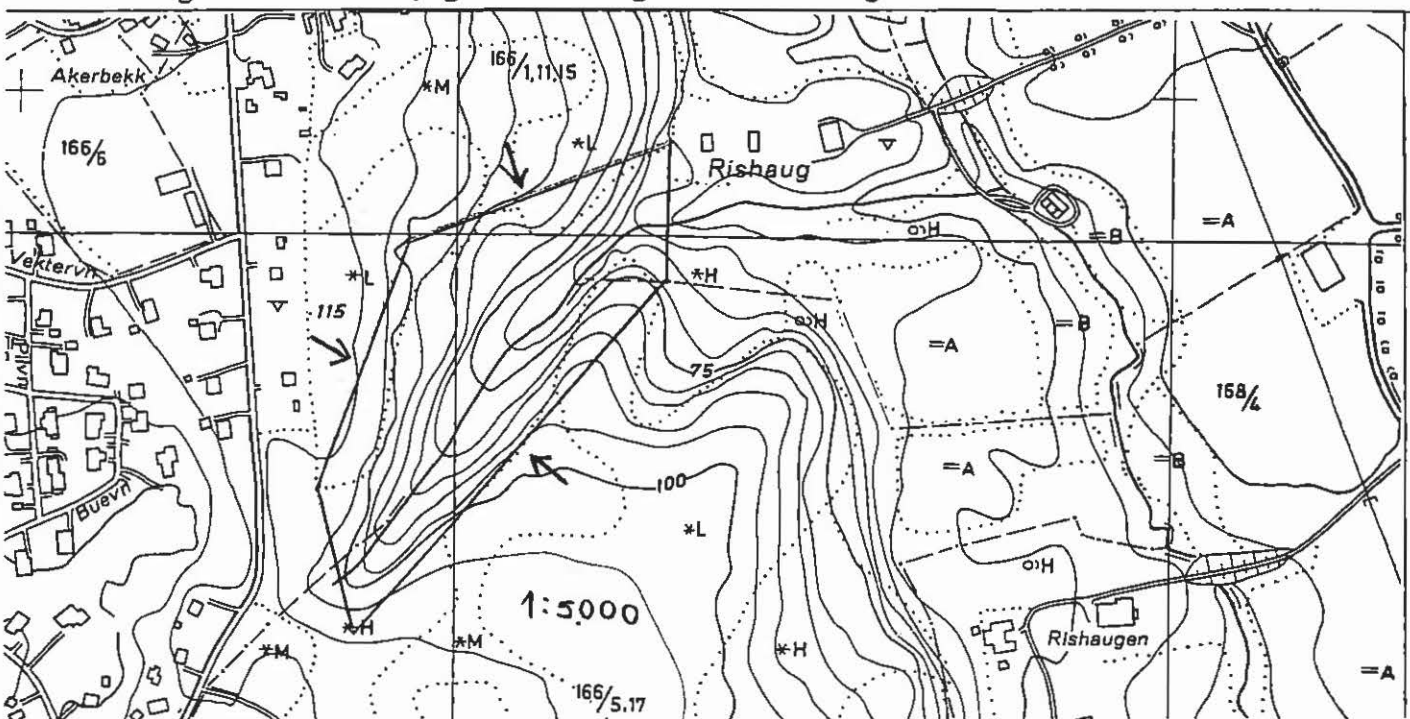 Akerbekk
166/1,11,15
*M
166/6
*L
Rishaug
=A
H
=B
Vektervn
*L
*H
115
H
=B
=A
75
168/4
=A
=B
Buevn
100
*L
H
1:5000
*H
*M
*M
*H
Rishaugen
=A
166/5.17